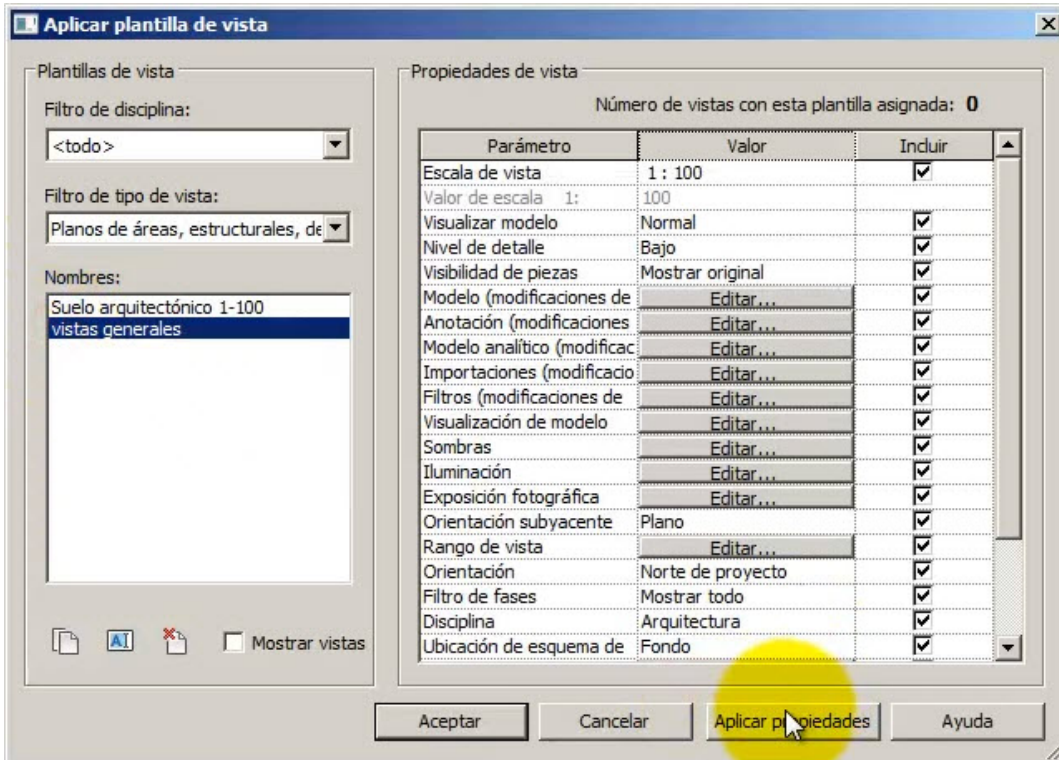 Aplicar plantilla de vista
Plantillas de vista
Filtro de disciplina:
<todo>
Filtro de tipo de vista:
Planos de áreas, estructurales, de
Nombres:
Suelo arquitectónico 1-100
vistas generales
Mostrar vistas
Propiedades de vista
Número de vistas con esta plantilla asignada: 0
Parámetro Valor Incluir
Escala de vista 1 : 100
Valor de escala 1: 100
Visualizar modelo Normal
Nivel de detalle Bajo
Visibilidad de piezas Mostrar original
Modelo (modificaciones de Editar...
Anotación (modificaciones Editar...
Modelo analítico (modificac Editar...
Importaciones (modificacio Editar...
Filtros (modificaciones de Editar...
Visualización de modelo Editar...
Sombras Editar...
Iluminación Editar...
Exposición fotográfica Editar...
Orientación subyacente Plano
Rango de vista Editar...
Orientación Norte de proyecto
Filtro de fases Mostrar todo
Disciplina Arquitectura
Ubicación de esquema de Fondo
Aceptar Cancelar Aplicar propiedades Ayuda